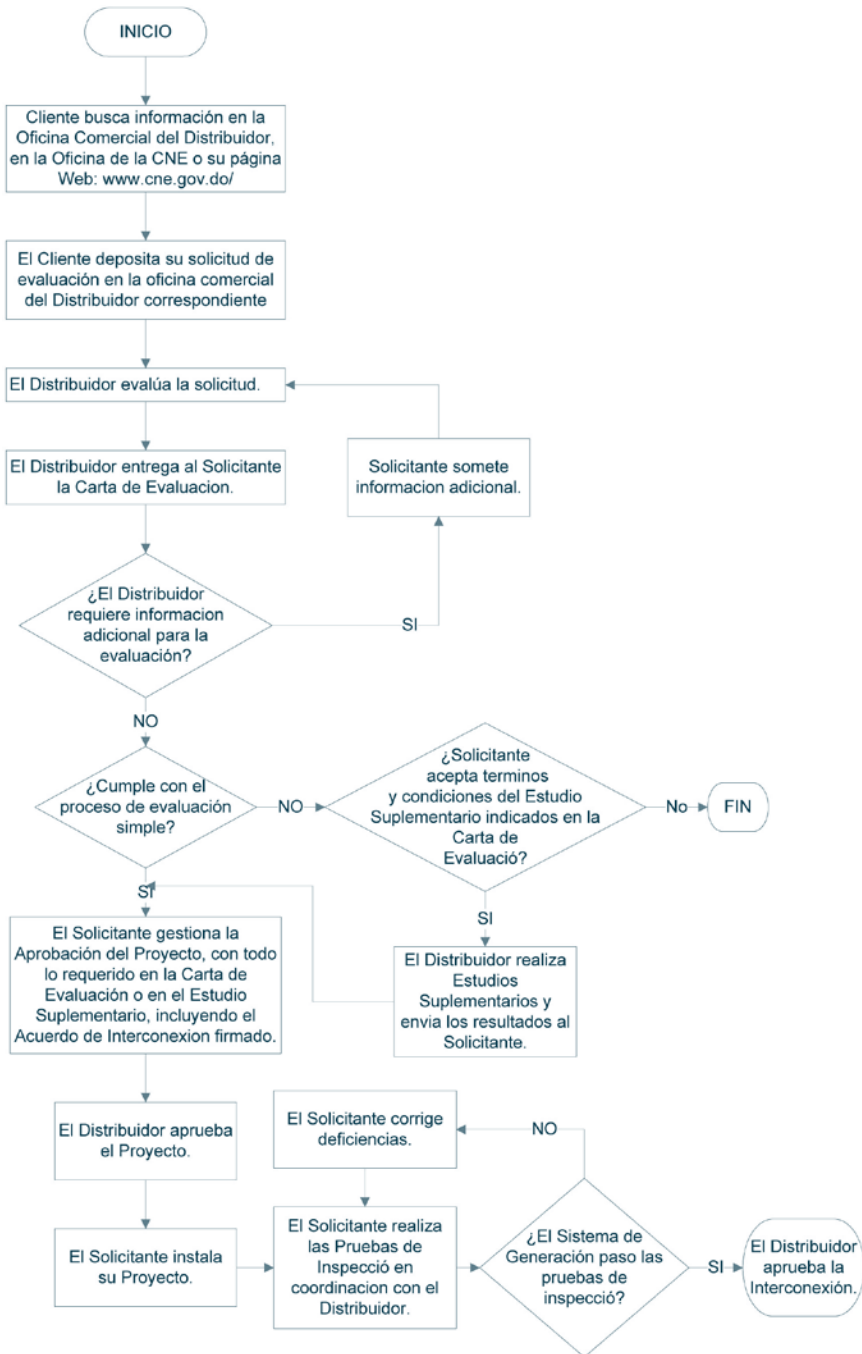 INICIO
Cliente busca información en la
Oficina Comercial del Distribuidor,
en la Oficina de la CNE o su página
Web: www.cne.gov.do/
El Cliente deposita su solicitud de
evaluación en la oficina comercial
del Distribuidor correspondiente
El Distribuidor evalúa la solicitud.
El Distribuidor entrega al Solicitante
la Carta de Evaluacion.
Solicitante somete
informacion adicional.
¿El Distribuidor
requiere informacion
adicional para la
evaluación?
SI
NO
¿Cumple con el
proceso de evaluación
simple?
NO
¿Solicitante
acepta terminos
y condiciones del Estudio
Suplementario indicados en la
Carta de
Evaluació?
No
FIN
SI
SI
El Solicitante gestiona la
Aprobación del Proyecto, con todo
lo requerido en la Carta de
Evaluación o en el Estudio
Suplementario, incluyendo el
Acuerdo de Interconexion firmado.
El Distribuidor realiza
Estudios
Suplementarios y
envia los resultados al
Solicitante.
El Distribuidor aprueba
el Proyecto.
El Solicitante corrige
deficiencias.
NO
El Solicitante instala
su Proyecto.
El Solicitante realiza
las Pruebas de
Inspecció en
coordinacion con el
Distribuidor.
¿El Sistema de
Generación paso las
pruebas de
inspecció?
SI
El Distribuidor
aprueba la
Interconexión.